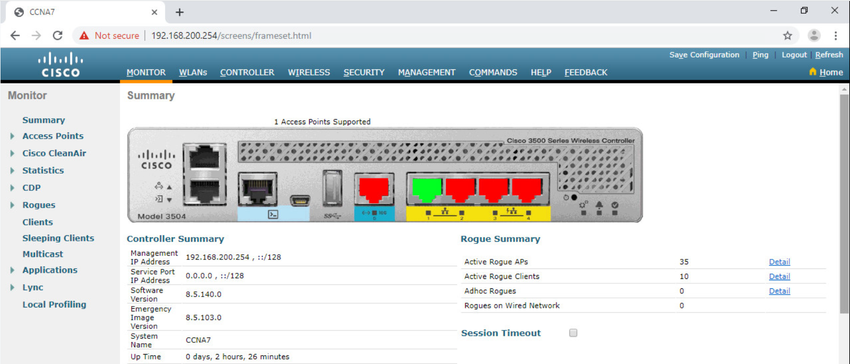 CCNA7
Not secure | 192.168.200.254/screens/frameset.html
Save Configuration | Ping | Logout | Refresh
CISCO
MONITOR WLANs CONTROLLER WIRELESS SECURITY MANAGEMENT COMMANDS HELP FEEDBACK Home
Monitor
Summary
Access Points
Cisco CleanAir
Statistics
CDP
Rogues
Clients
Sleeping Clients
Multicast
Applications
Lync
Local Profiling
Summary
1 Access Points Supported
Cisco 3500 Series Wireless Controller
CISCO
Model 3504
Controller Summary
Management IP Address 192.168.200.254 , ::/128
Service Port IP Address 0.0.0.0 , ::/128
Software Version 8.5.140.0
Emergency Image Version 8.5.103.0
System Name CCNA7
Up Time 0 days, 2 hours, 26 minutes
Rogue Summary
Active Rogue APs 35 Detail
Active Rogue Clients 10 Detail
Adhoc Rogues 0 Detail
Rogues on Wired Network 0
Session Timeout